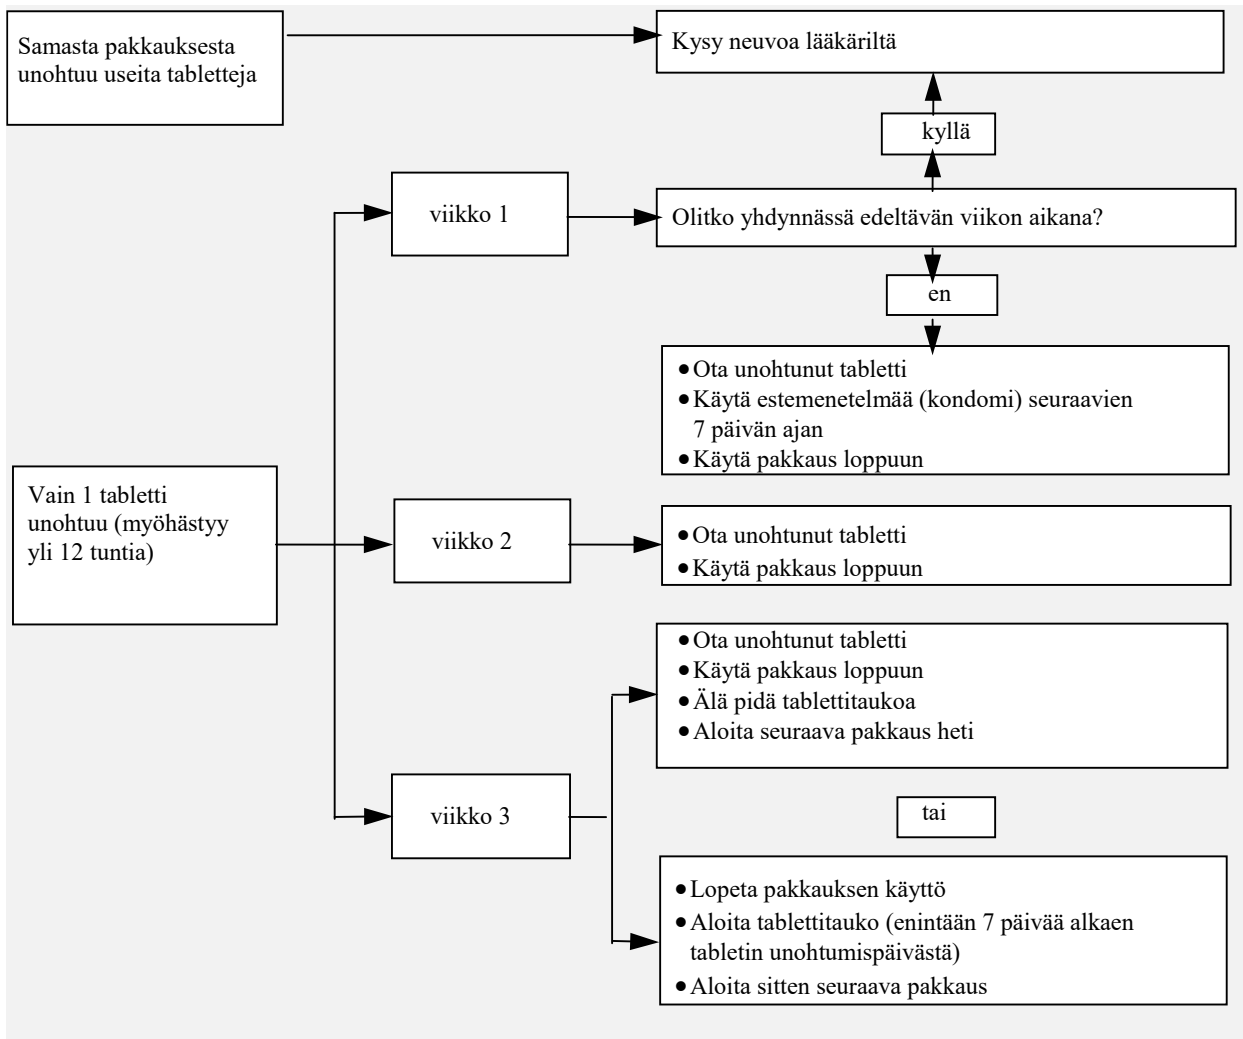 Samasta pakkauksesta
unohtuu useita tabletteja
Kysy neuvoa lääkäriltä
kyllä
viikko 1
Olitko yhdynnässä edeltävän viikon aikana?
en
• Ota unohtunut tabletti
• Käytä estemenetelmää (kondomi) seuraavien
7 päivän ajan
• Käytä pakkaus loppuun
Vain 1 tabletti
unohtuu (myöhästyy
yli 12 tuntia)
viikko 2
• Ota unohtunut tabletti
• Käytä pakkaus loppuun
• Ota unohtunut tabletti
• Käytä pakkaus loppuun
• Älä pidä tablettitaukoa
• Aloita seuraava pakkaus heti
viikko 3
tai
• Lopeta pakkauksen käyttö
• Aloita tablettitauko (enintään 7 päivää alkaen
tabletin unohtumispäivästä)
• Aloita sitten seuraava pakkaus